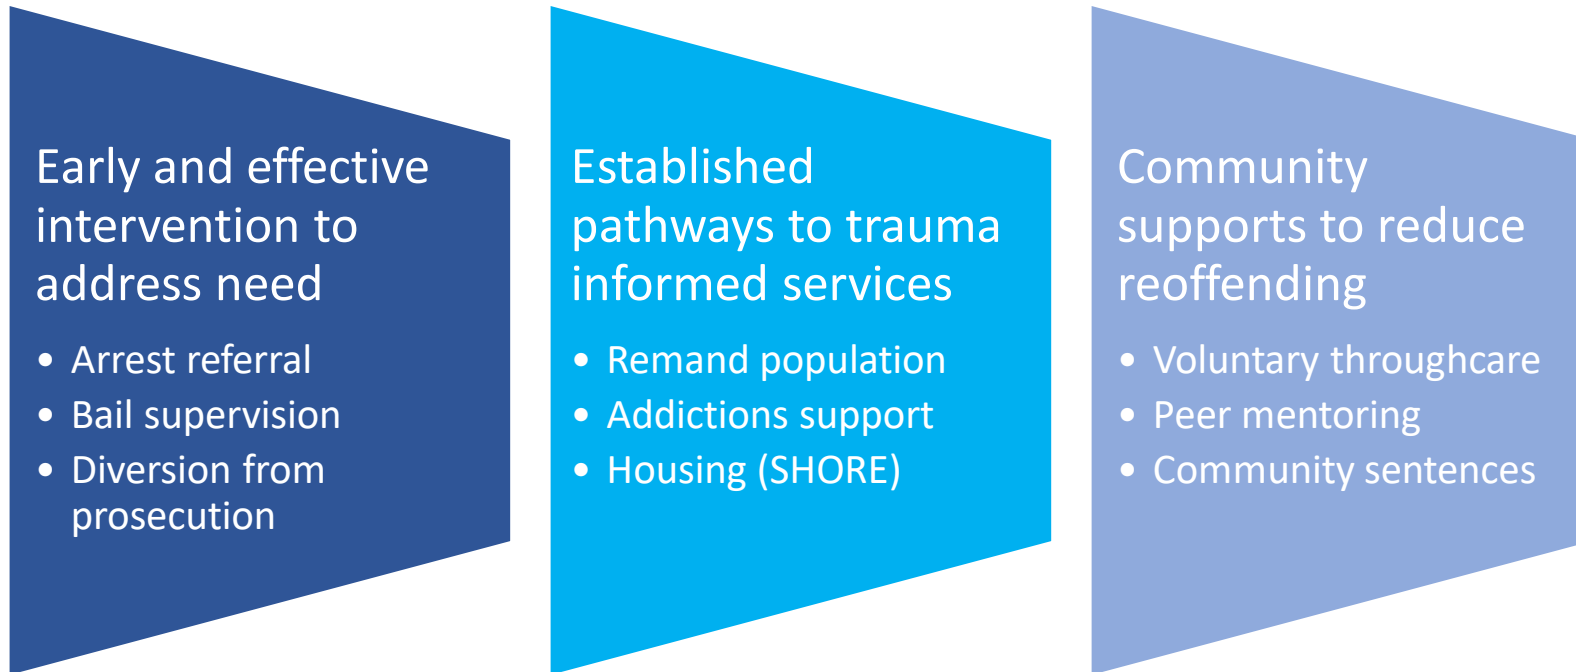 Early and effective
intervention to
address need
• Arrest referral
• Bail supervision
• Diversion from
prosecution
Established
pathways to trauma
informed services
• Remand population
• Addictions support
• Housing (SHORE)
Community
supports to reduce
reoffending
• Voluntary throughcare
• Peer mentoring
• Community sentences